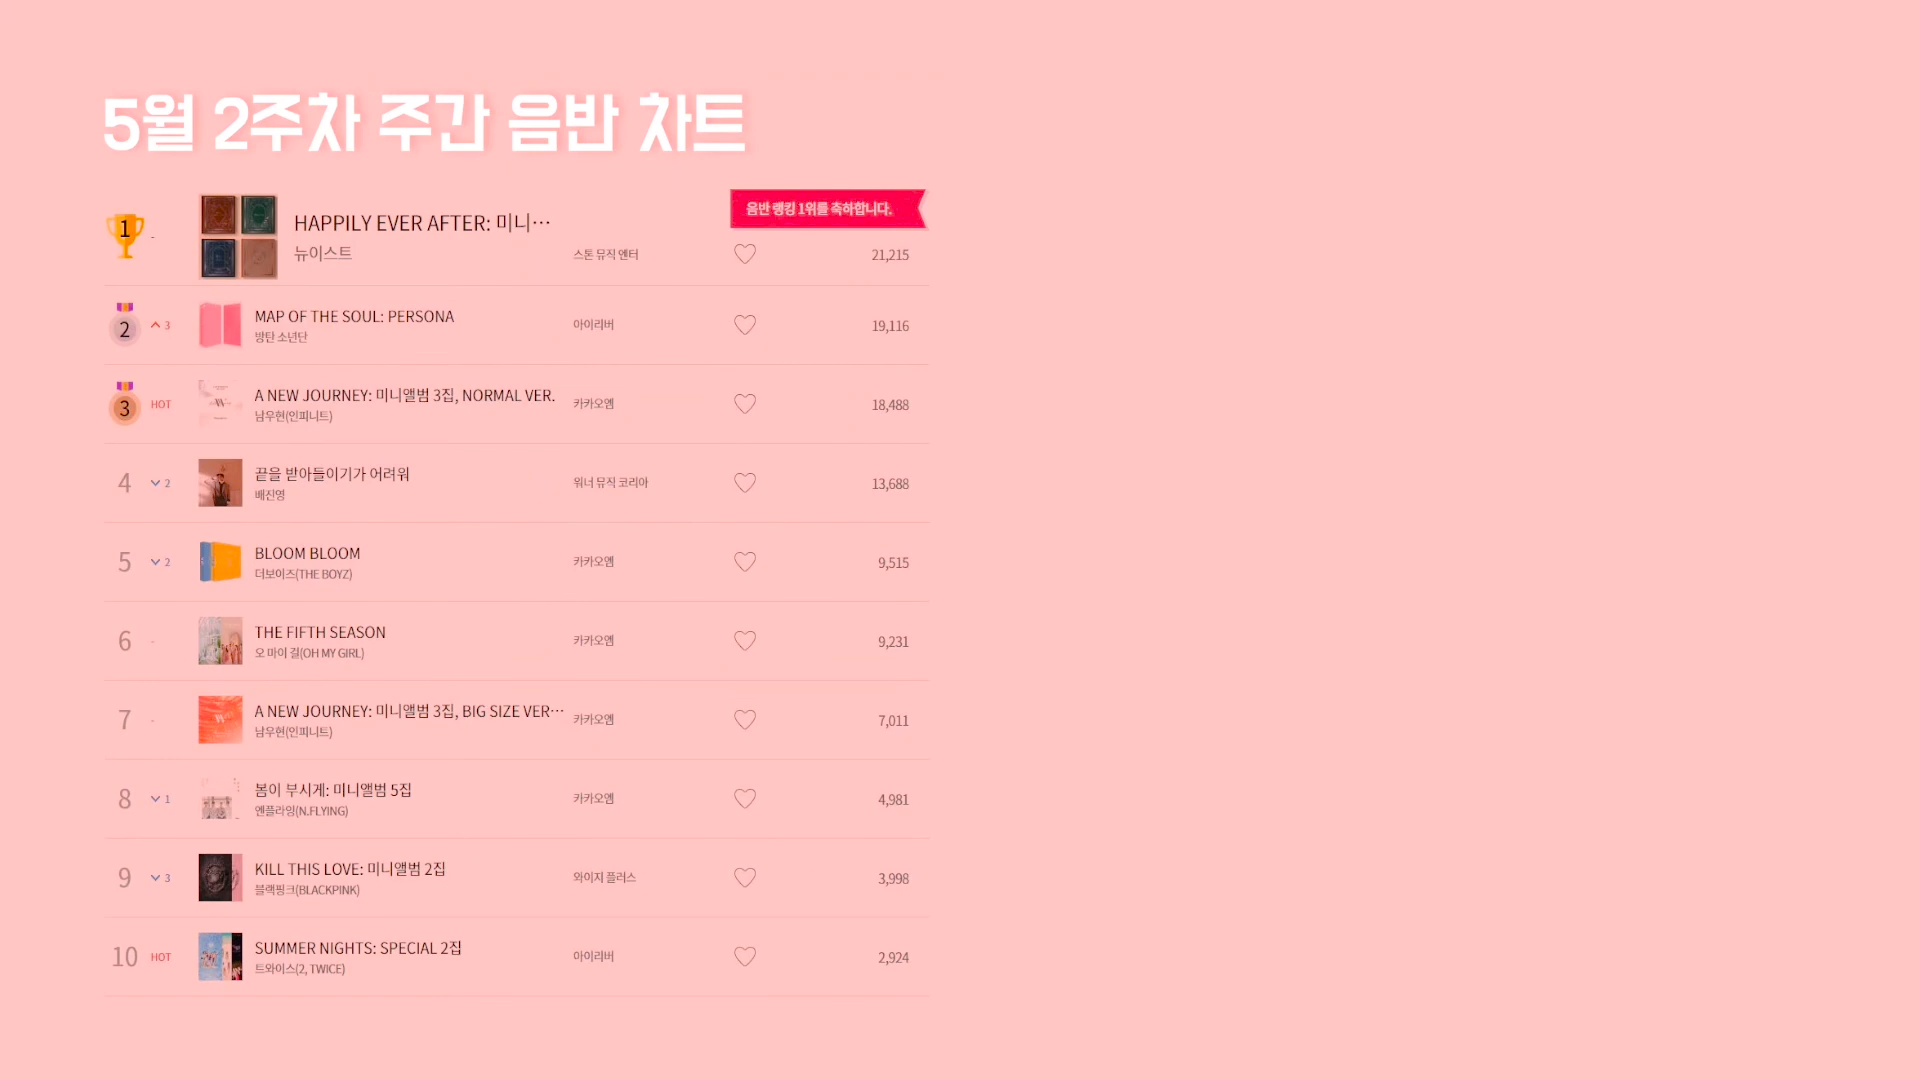 5월 2주차 주간 음반 차트
음반 랭킹 1위를 축하합니다.
1 - HAPPILY EVER AFTER: 미니…
뉴이스트 스톤 뮤직 엔터 21,215
2 3 MAP OF THE SOUL: PERSONA 아이리버 19,116
방탄 소년단
3 HOT A NEW JOURNEY: 미니앨범 3집, NORMAL VER. 카카오엠 18,488
남우현(인피니트)
4 2 끝을 받아들이기가 어려워 워너 뮤직 코리아 13,688
배진영
5 2 BLOOM BLOOM 카카오엠 9,515
더보이즈(THE BOYZ)
6 - THE FIFTH SEASON 카카오엠 9,231
오 마이 걸(OH MY GIRL)
7 - A NEW JOURNEY: 미니앨범 3집, BIG SIZE VER… 카카오엠 7,011
남우현(인피니트)
8 1 봄이 부시게: 미니앨범 5집 카카오엠 4,981
엔플라잉(N.FLYING)
9 3 KILL THIS LOVE: 미니앨범 2집 와이지 플러스 3,998
블랙핑크(BLACKPINK)
10 HOT SUMMER NIGHTS: SPECIAL 2집 아이리버 2,924
트와이스(2, TWICE)